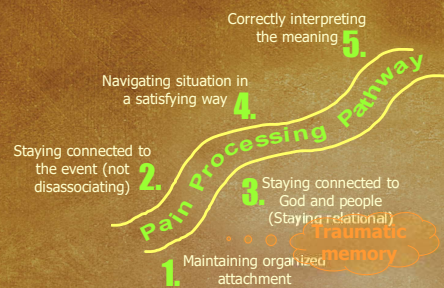 Correctly interpreting
the meaning 5.
Navigating situation in
a satisfying way 4.
Pain Processing Pathway
Staying connected to
the event (not
disassociating) 2.
3. Staying connected to
God and people
(Staying relational)
Traumatic
memory
1. Maintaining organized
attachment